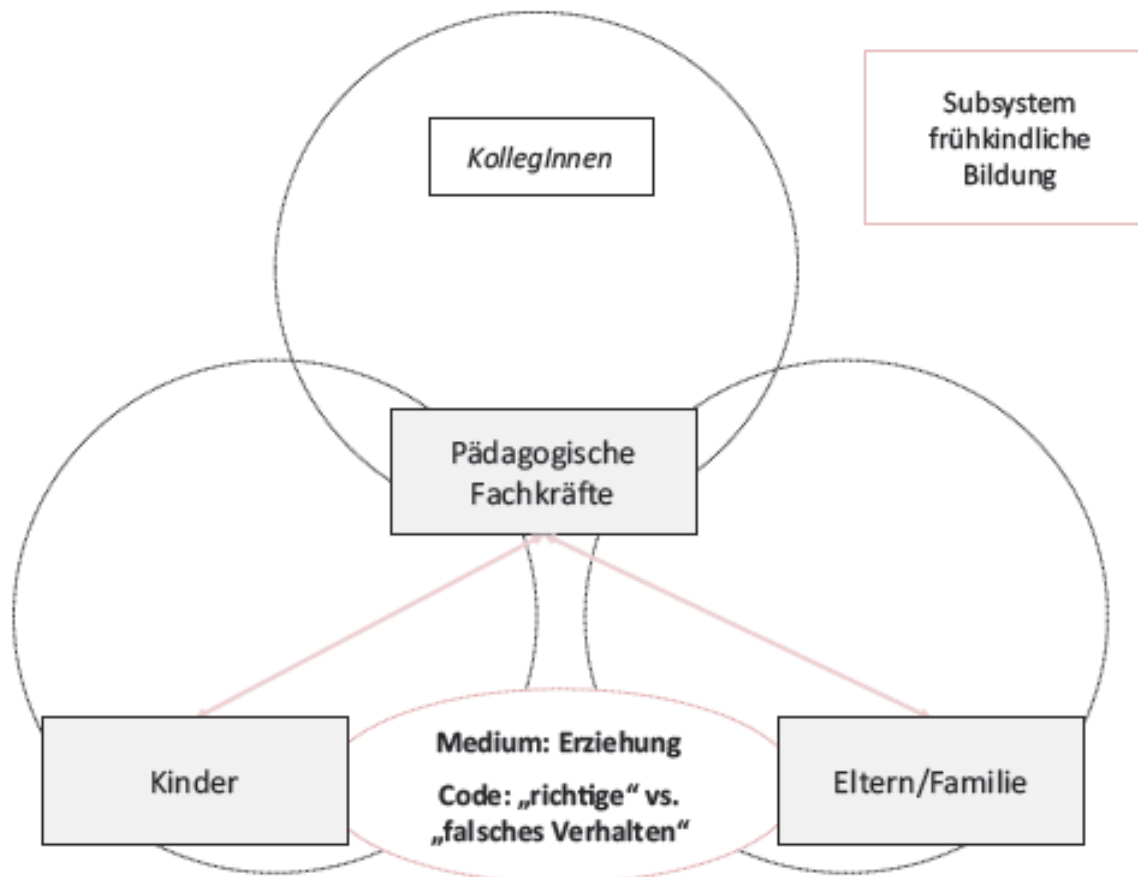 KollegInnen
Subsystem
frühkindliche
Bildung
Pädagogische
Fachkräfte
Kinder
Medium: Erziehung
Code: „richtige“ vs.
„falsches Verhalten“
Eltern/Familie